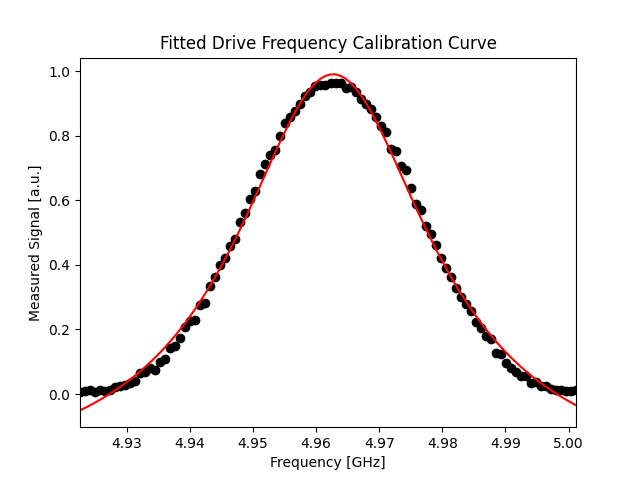 Fitted Drive Frequency Calibration Curve
1.0
0.8
0.6
0.4
0.2
0.0
Measured Signal [a.u.]
4.93 4.94 4.95 4.96 4.97 4.98 4.99 5.00
Frequency [GHz]